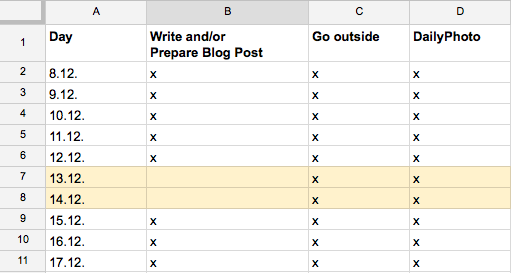 A B C D
1 Day Write and/or Go outside DailyPhoto
Prepare Blog Post
2 8.12. x x x
3 9.12. x x x
4 10.12. x x x
5 11.12. x x x
6 12.12. x x x
7 13.12. x x
8 14.12. x x
9 15.12. x x x
10 16.12. x x x
11 17.12. x x x